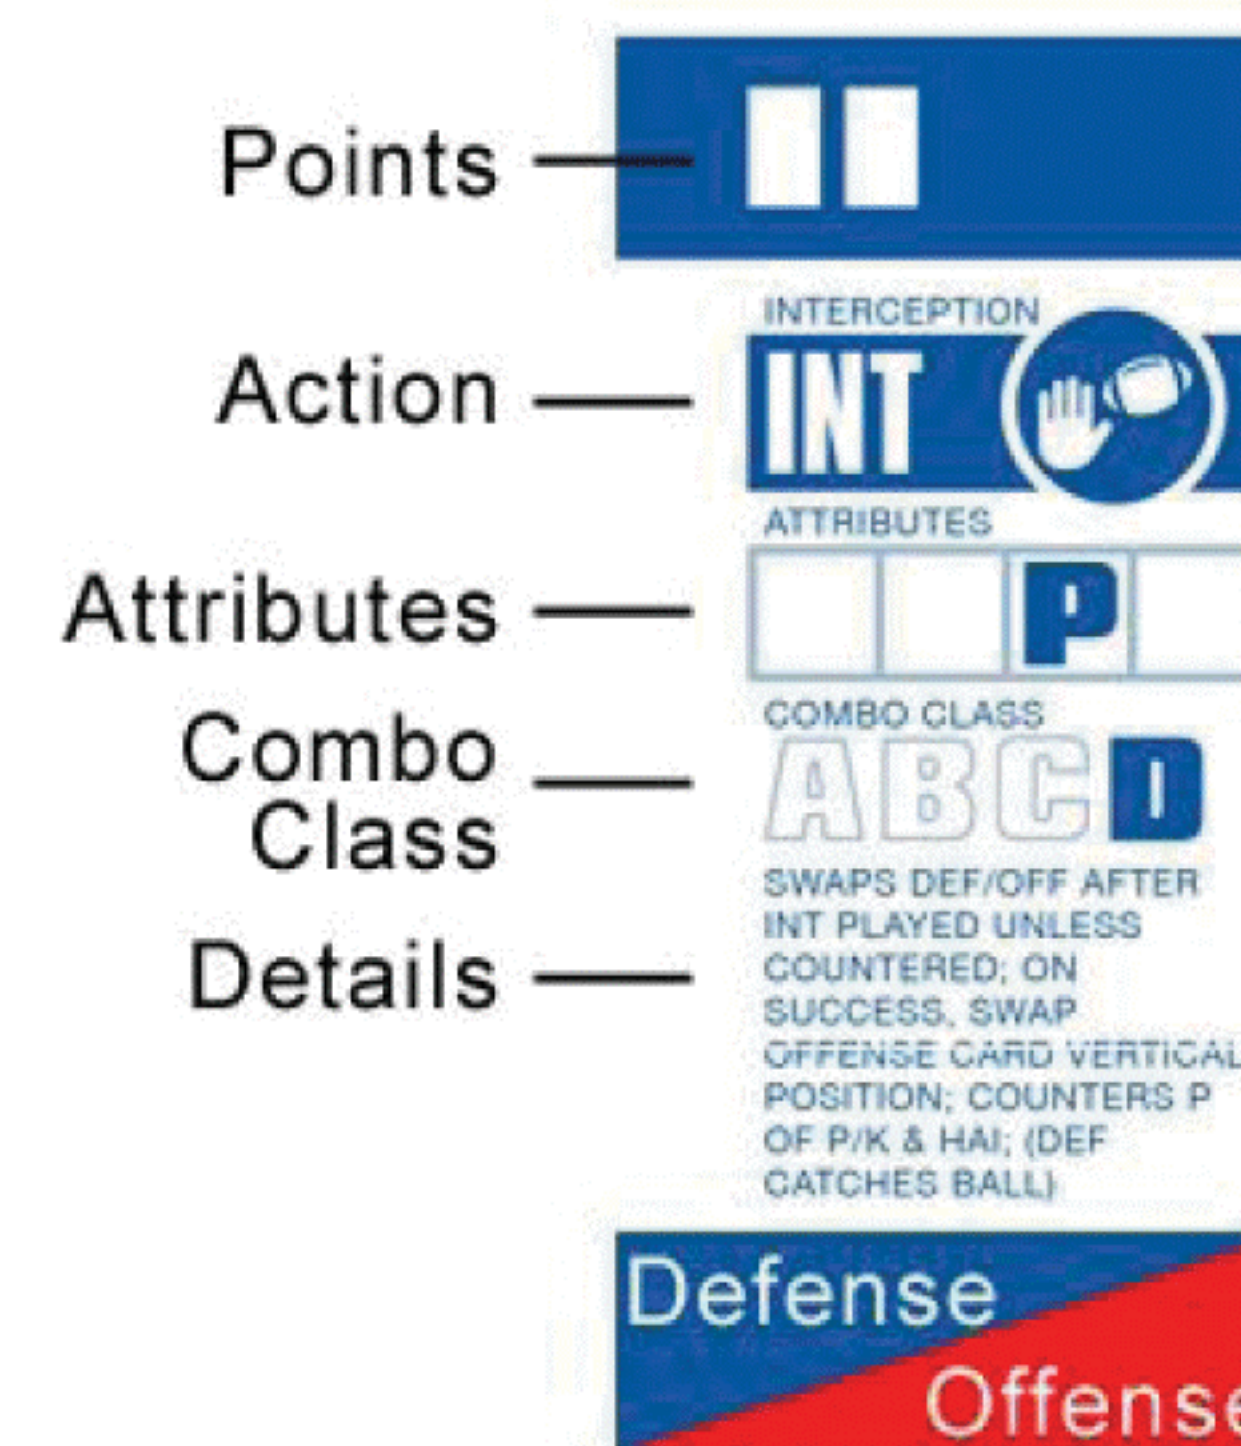 Points
INTERCEPTION
Action
INT
ATTRIBUTES
Attributes
P
COMBO CLASS
Combo
Class
A B C D
Details
SWAPS DEF/OFF AFTER
INT PLAYED UNLESS
COUNTERED; ON
SUCCESS, SWAP
OFFENSE CARD VERTICAL
POSITION; COUNTERS P
OF P/K & HAI; (DEF
CATCHES BALL)
Defense
Offense